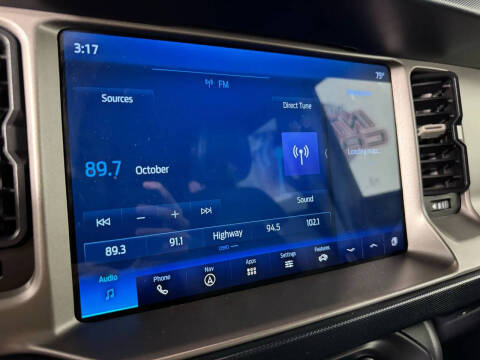 3:17
75°
FM
Sources
Direct Tune
Loading map...
89.7 October
Sound
89.3 91.1 Highway 94.5 102.1
Audio Phone Nav Apps Settings Features